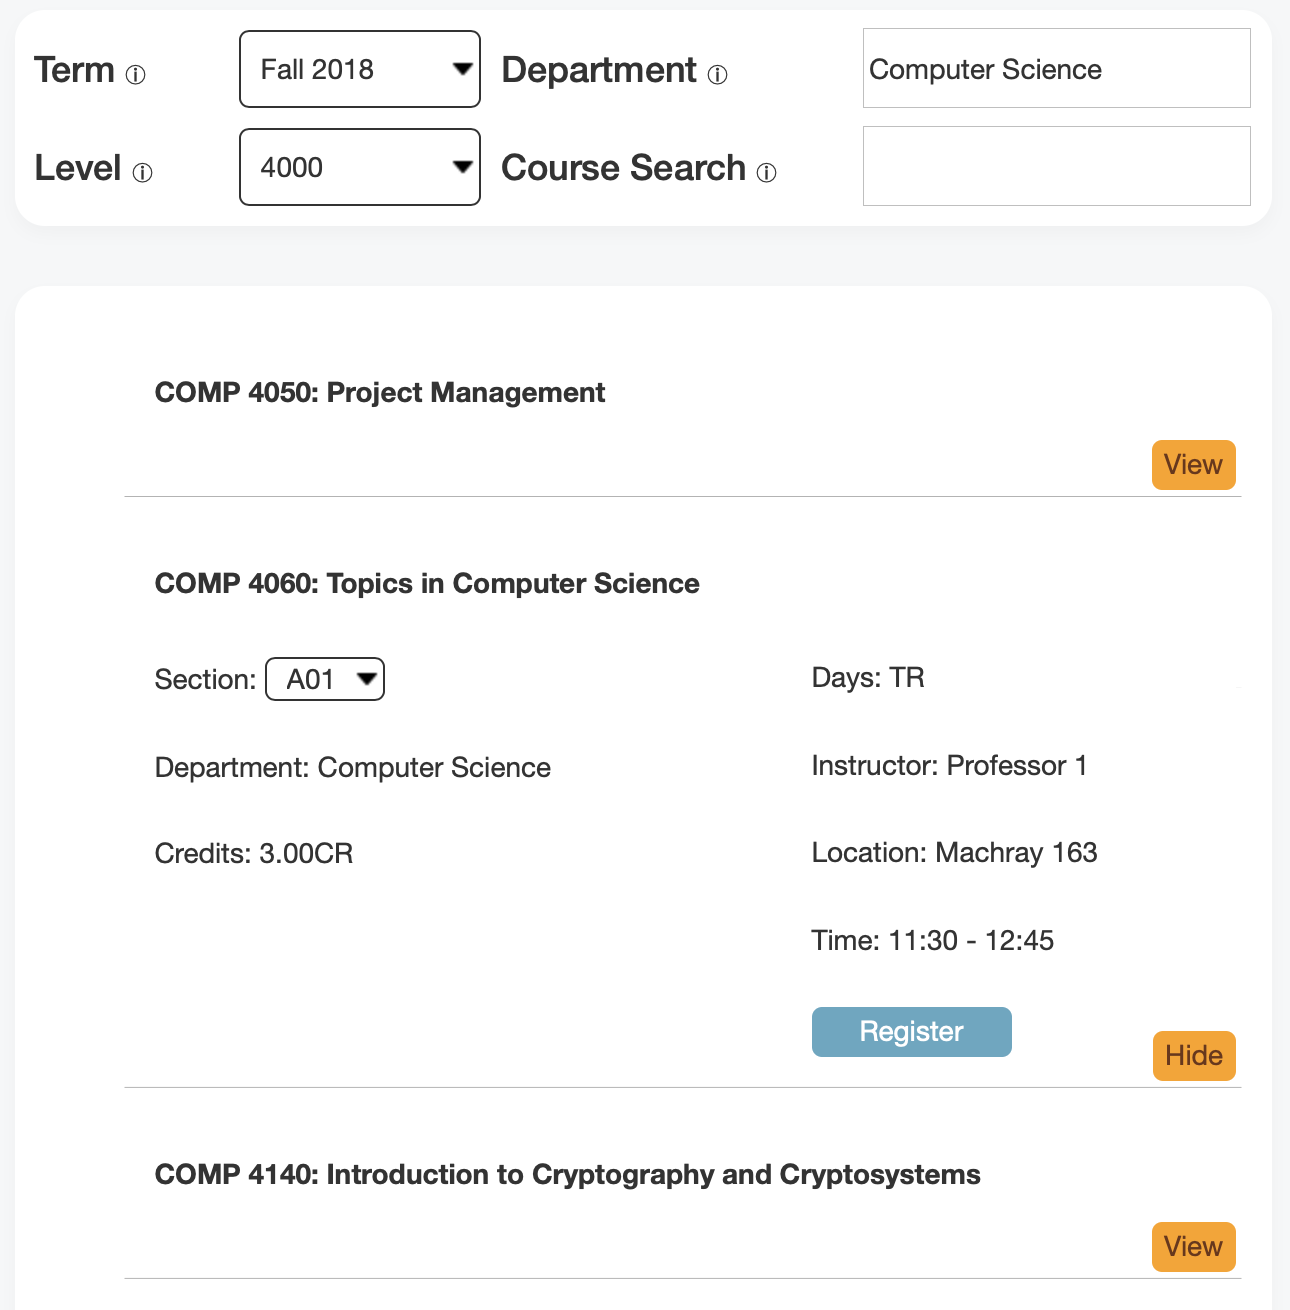 Term ⓘ Fall 2018 Department ⓘ Computer Science
Level ⓘ 4000 Course Search ⓘ
COMP 4050: Project Management
View
COMP 4060: Topics in Computer Science
Section: A01 Days: TR
Department: Computer Science Instructor: Professor 1
Credits: 3.00CR Location: Machray 163
Time: 11:30 - 12:45
Register
Hide
COMP 4140: Introduction to Cryptography and Cryptosystems
View